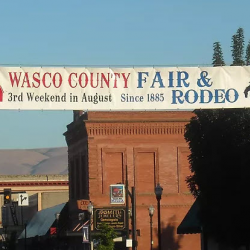 WASCO COUNTY FAIR & RODEO
3rd Weekend in August Since 1885